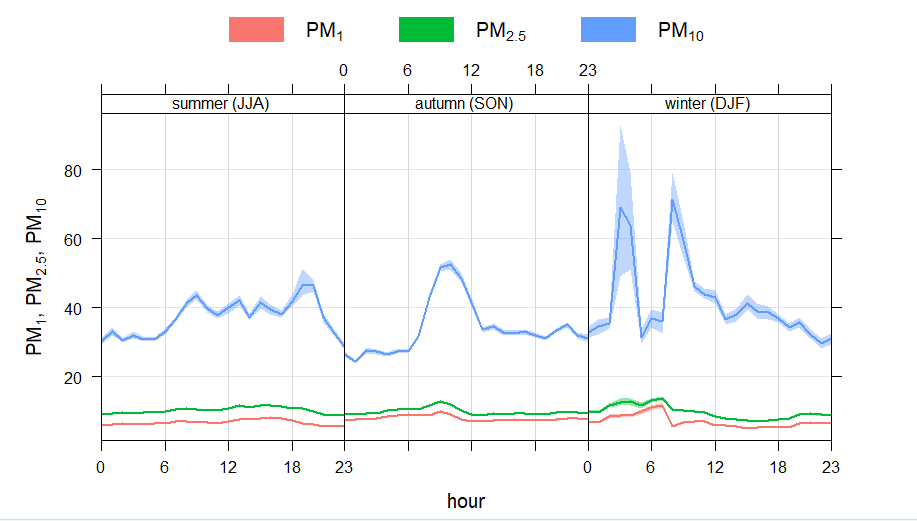 PM1 PM2.5 PM10
0 6 12 18 23
summer (JJA) autumn (SON) winter (DJF)
PM1, PM2.5, PM10
80
60
40
20
0 6 12 18 23 0 6 12 18 23
hour